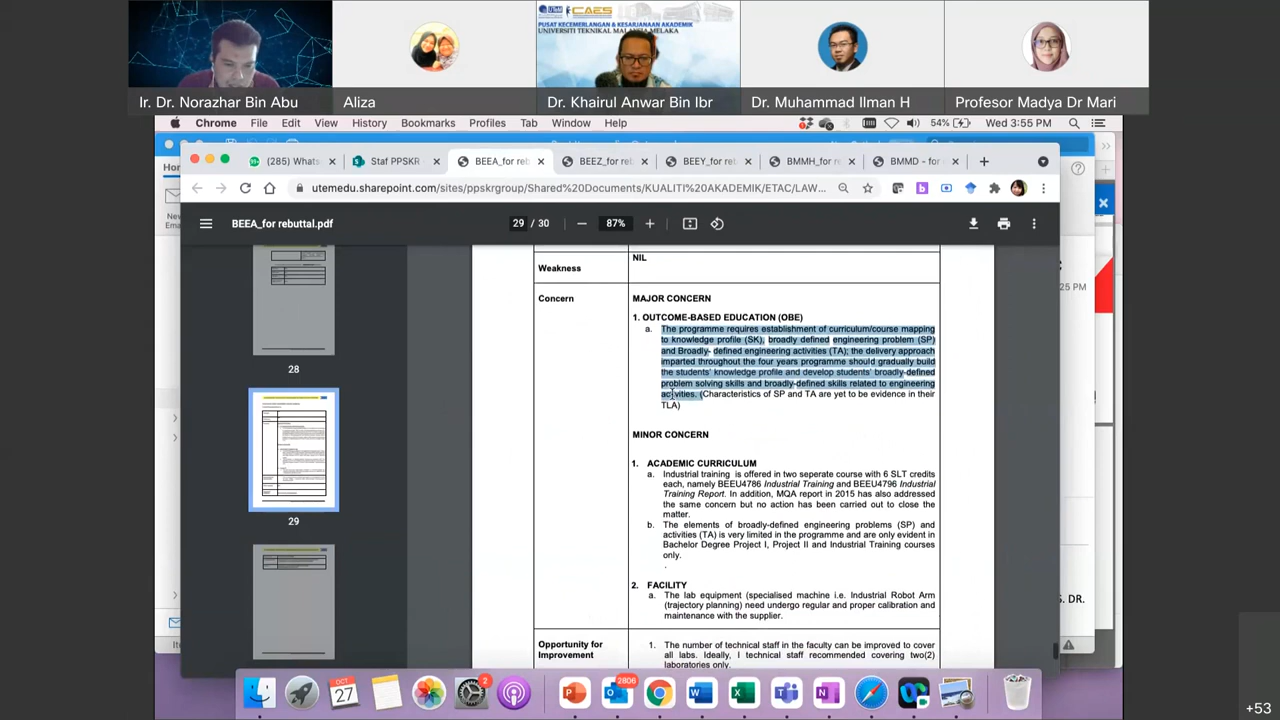 UTeM CAES
PUSAT KECEMERLANGAN & KESARJANAAN AKADEMIK
UNIVERSITI TEKNIKAL MALAYSIA MELAKA
Ir. Dr. Norazhar Bin Abu
Aliza
Dr. Khairul Anwar Bin Ibr
Dr. Muhammad Ilman H
Profesor Madya Dr Mari
Chrome File Edit View History Bookmarks Profiles Tab Window Help
54% Wed 3:55 PM
(285) Whats
Staff PPSKR -
BEEA_for reb
BEEZ_for reb
BEEY_for reb
BMMH_for re
BMMD - for r
utemedu.sharepoint.com/sites/ppskrgroup/Shared%20Documents/KUALITI%20AKADEMIK/ETAC/LAW...
BEEA_for rebuttal.pdf
29 / 30
87%
28
29
Weakness
NIL
Concern
MAJOR CONCERN
1. OUTCOME-BASED EDUCATION (OBE)
a. The programme requires establishment of curriculum/course mapping
to knowledge profile (SK), broadly defined engineering problem (SP)
and Broadly- defined engineering activities (TA); the delivery approach
imparted throughout the four years programme should gradually build
the students' knowledge profile and develop students' broadly-defined
problem solving skills and broadly-defined skills related to engineering
activities. (Characteristics of SP and TA are yet to be evidence in their
TLA)
MINOR CONCERN
1. ACADEMIC CURRICULUM
a. Industrial training is offered in two seperate course with 6 SLT credits
each, namely BEEU4786 Industrial Training and BEEU4796 Industrial
Training Report. In addition, MQA report in 2015 has also addressed
the same concern but no action has been carried out to close the
matter.
b. The elements of broadly-defined engineering problems (SP) and
activities (TA) is very limited in the programme and are only evident in
Bachelor Degree Project I, Project II and Industrial Training courses
only.
.
2. FACILITY
a. The lab equipment (specialised machine i.e. Industrial Robot Arm
(trajectory planning) need undergo regular and proper calibration and
maintenance with the supplier.
Opportunity for
Improvement
1. The number of technical staff in the faculty can be improved to cover
all labs. Ideally, I technical staff recommended covering two(2)
laboratories only.
25 PM
S. DR.
OCT
27
2
2806
+53